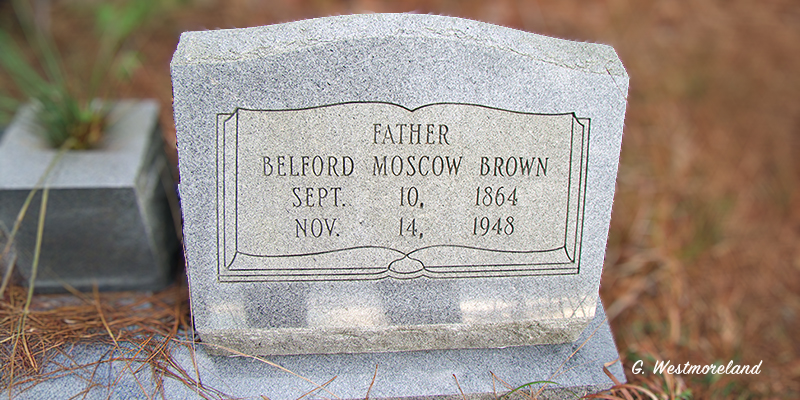 FATHER
BELFORD MOSCOW BROWN
SEPT. 10, 1864
NOV. 14, 1948
G. Westmoreland